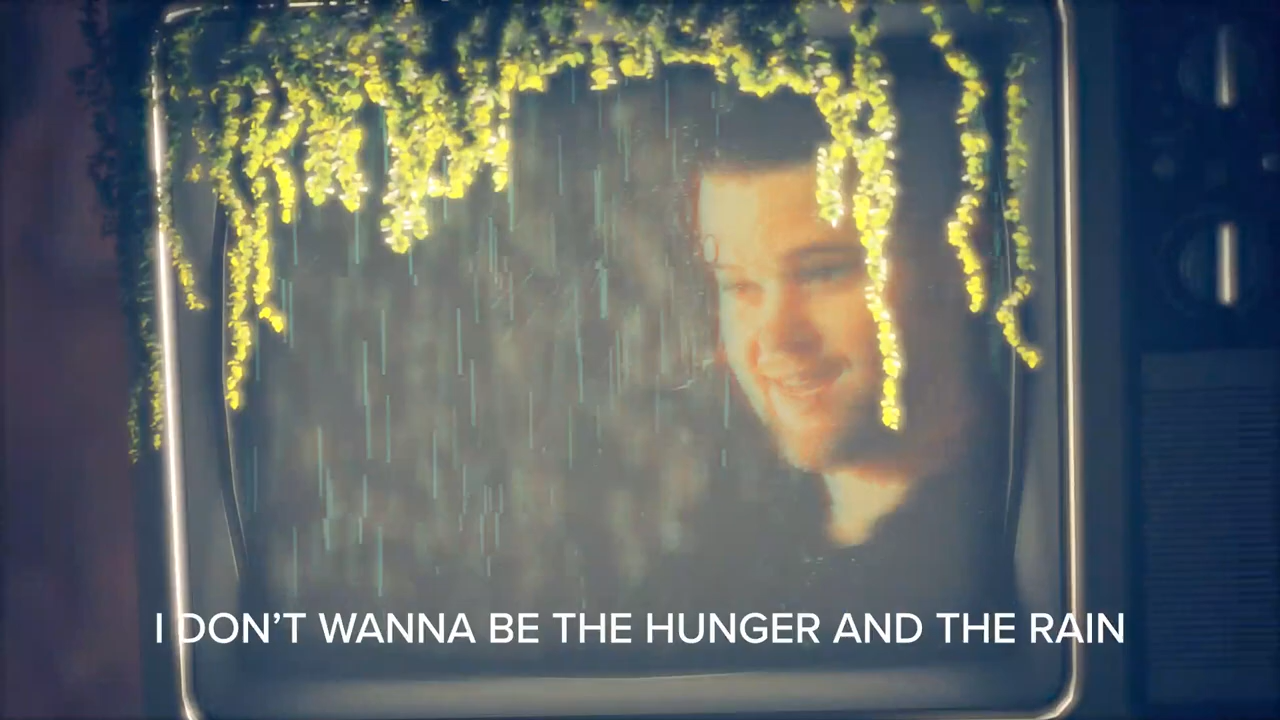 I DON’T WANNA BE THE HUNGER AND THE RAIN